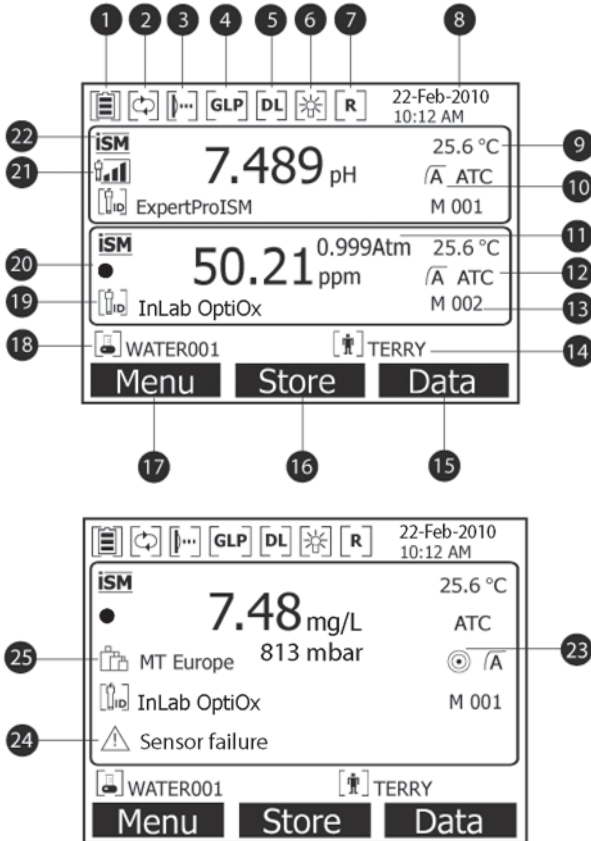 1 2 3 4 5 6 7 8
GLP DL R 22-Feb-2010
10:12 AM
22 iSM 25.6 °C 9
21 7.489 pH A ATC 10
ID ExpertProISM M 001
iSM 0.999Atm 25.6 °C 11
20 50.21 ppm A ATC 12
19 ID InLab OptiOx M 002 13
18 WATER001 TERRY 14
Menu Store Data
17 16 15
GLP DL R 22-Feb-2010
10:12 AM
iSM 25.6 °C
7.48 mg/L ATC
25 MT Europe 813 mbar A 23
ID InLab OptiOx M 001
24 Sensor failure
WATER001 TERRY
Menu Store Data